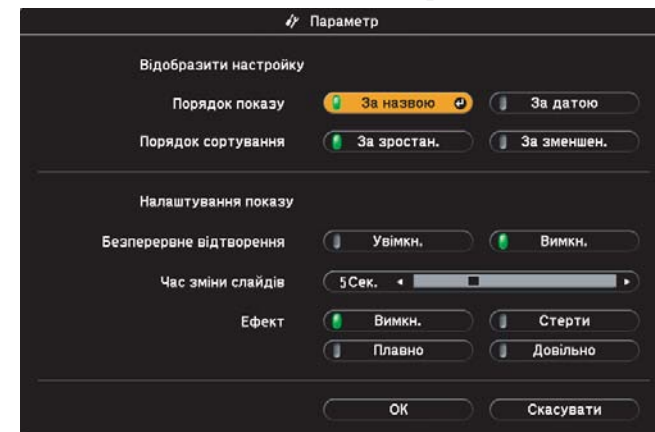 Параметр
Відобразити настройку
Порядок показу За назвою За датою
Порядок сортування За зростан. За зменшен.
Налаштування показу
Безперервне відтворення Увімкн. Вимкн.
Час зміни слайдів 5Сек.
Ефект Вимкн. Стерти
Плавно Довільно
OK Скасувати